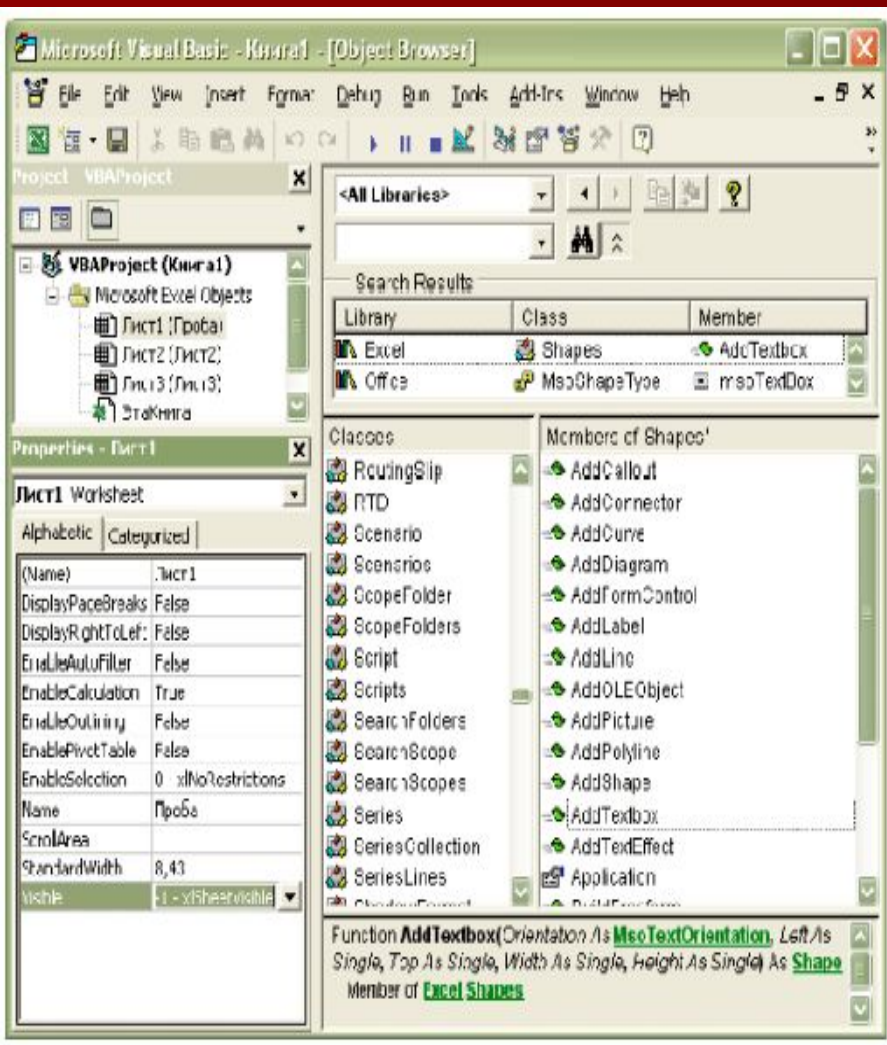 Microsoft Visual Basic - Книга1 - [Object Browser]
File Edit View Insert Format Debug Run Tools Add-Ins Window Help
Project - VBAProject
VBAProject (Книга1)
Microsoft Excel Objects
Лист1 (Проба)
Лист2 (Лист2)
Лист3 (Лист3)
ЭтаКнига
Properties - Лист1
Лист1 Worksheet
Alphabetic Categorized
(Name) Лист1
DisplayPageBreaks False
DisplayRightToLeft False
EnableAutoFilter False
EnableCalculation True
EnableOutlining False
EnablePivotTable False
EnableSelection 0 - xlNoRestrictions
Name Проба
ScrollArea
StandardWidth 8,43
Visible -1 - xlSheetVisible
<All Libraries>
Search Results
Library Class Member
Excel Shapes AddTextbox
Office MsoShapeType msoTextBox
Classes
RoutingSlip
RTD
Scenario
Scenarios
ScopeFolder
ScopeFolders
Script
Scripts
SearchFolders
SearchScope
SearchScopes
Series
SeriesCollection
SeriesLines
ShadowFormat
Members of 'Shapes'
AddCallout
AddConnector
AddCurve
AddDiagram
AddFormControl
AddLabel
AddLine
AddOLEObject
AddPicture
AddPolyline
AddShape
AddTextbox
AddTextEffect
Application
BuildFreeform
Function AddTextbox(Orientation As MsoTextOrientation, Left As
Single, Top As Single, Width As Single, Height As Single) As Shape
Member of Excel.Shapes